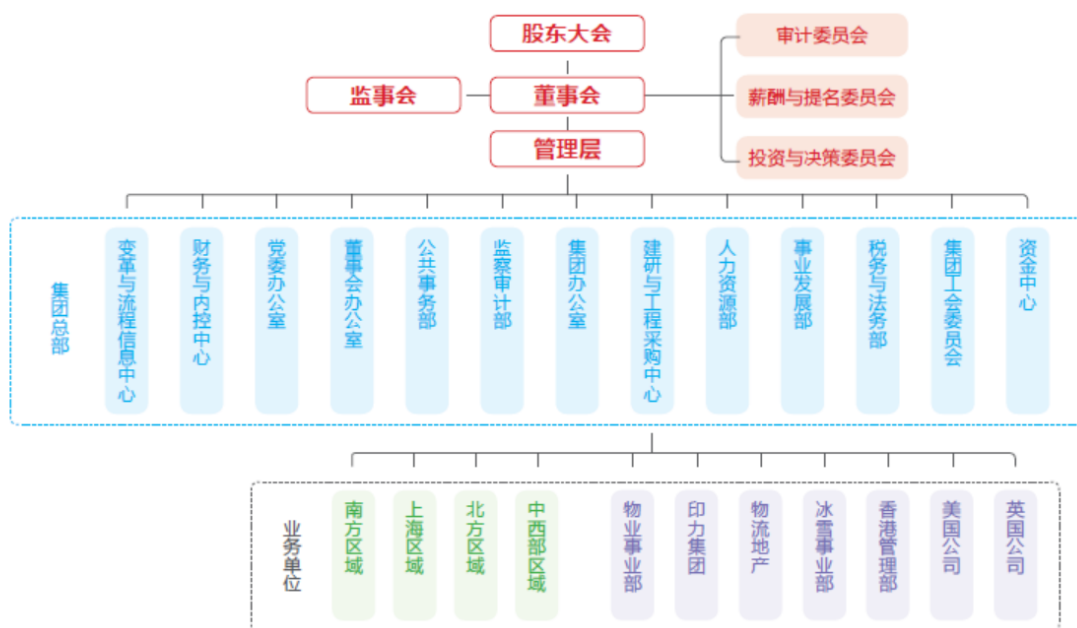 股东大会
审计委员会
监事会
董事会
薪酬与提名委员会
管理层
投资与决策委员会
集团总部
变革与流程信息中心
财务与内控中心
党委办公室
董事会办公室
公共事务部
监察审计部
集团办公室
建研与工程采购中心
人力资源部
事业发展部
税务与法务部
集团工会委员会
资金中心
业务单位
南方区域
上海区域
北方区域
中西部区域
物业事业部
印力集团
物流地产
冰雪事业部
香港管理部
美国公司
英国公司